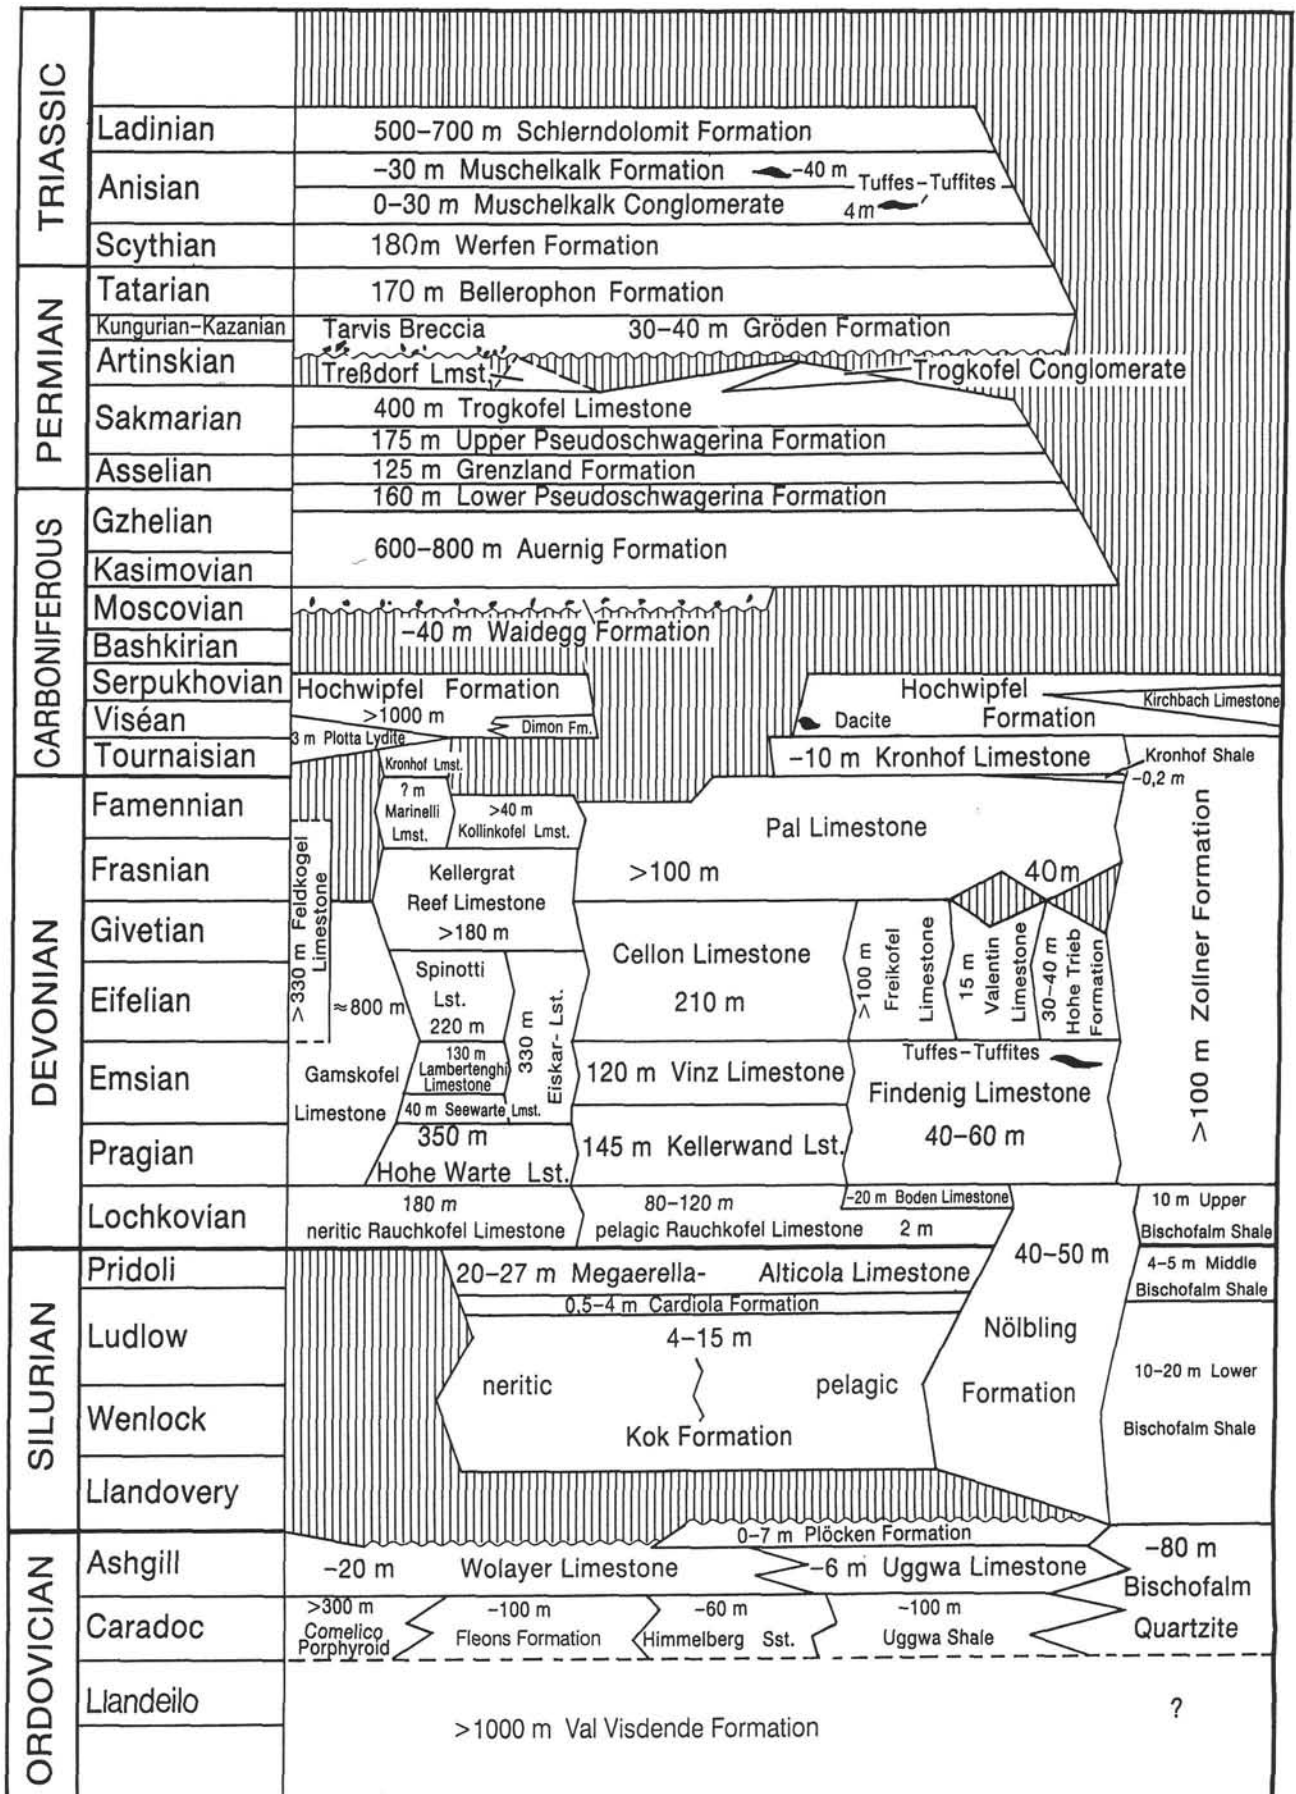 TRIASSIC
Ladinian
500–700 m Schlerndolomit Formation
Anisian
–30 m Muschelkalk Formation
–40 m
Tuffes–Tuffites
0–30 m Muschelkalk Conglomerate
4m
Scythian
180m Werfen Formation
PERMIAN
Tatarian
170 m Bellerophon Formation
Kungurian–Kazanian
Tarvis Breccia
30–40 m Gröden Formation
Artinskian
Treßdorf Lmst.
Trogkofel Conglomerate
Sakmarian
400 m Trogkofel Limestone
175 m Upper Pseudoschwagerina Formation
Asselian
125 m Grenzland Formation
160 m Lower Pseudoschwagerina Formation
CARBONIFEROUS
Gzhelian
600–800 m Auernig Formation
Kasimovian
Moscovian
–40 m Waidegg Formation
Bashkirian
Serpukhovian
Hochwipfel Formation
>1000 m
Hochwipfel
Formation
Kirchbach Limestone
Viséan
Dimon Fm.
Dacite
3 m Plotta Lydite
Tournaisian
Kronhof Lmst.
–10 m Kronhof Limestone
Kronhof Shale
–0,2 m
DEVONIAN
Famennian
? m
Marinelli
Lmst.
>40 m
Kollinkofel Lmst.
Pal Limestone
Frasnian
>100 m
40m
>330 m Feldkogel
Limestone
Kellergrat
Reef Limestone
>180 m
Givetian
Cellon Limestone
210 m
>100 m
Freikofel
Limestone
15 m
Valentin
Limestone
30–40 m
Hohe Trieb
Formation
>100 m Zollner Formation
Eifelian
≈800 m
Spinotti
Lst.
220 m
330 m
Eiskar- Lst.
Emsian
Gamskofel
Limestone
130 m
Lambertenghi
Limestone
40 m Seewarte Lmst.
120 m Vinz Limestone
Tuffes–Tuffites
Findenig Limestone
40–60 m
Pragian
350 m
Hohe Warte Lst.
145 m Kellerwand Lst.
Lochkovian
180 m
neritic Rauchkofel Limestone
80–120 m
pelagic Rauchkofel Limestone
–20 m Boden Limestone
2 m
10 m Upper
Bischofalm Shale
SILURIAN
Pridoli
20–27 m Megaerella- Alticola Limestone
40–50 m
Nölbling
Formation
4–5 m Middle
Bischofalm Shale
0,5–4 m Cardiola Formation
Ludlow
4–15 m
neritic
pelagic
10–20 m Lower
Bischofalm Shale
Wenlock
Kok Formation
Llandovery
ORDOVICIAN
0–7 m Plöcken Formation
Ashgill
–20 m Wolayer Limestone
–6 m Uggwa Limestone
–80 m
Bischofalm
Quartzite
Caradoc
>300 m
Comelico
Porphyroid
–100 m
Fleons Formation
–60 m
Himmelberg Sst.
–100 m
Uggwa Shale
Llandeilo
>1000 m Val Visdende Formation
?